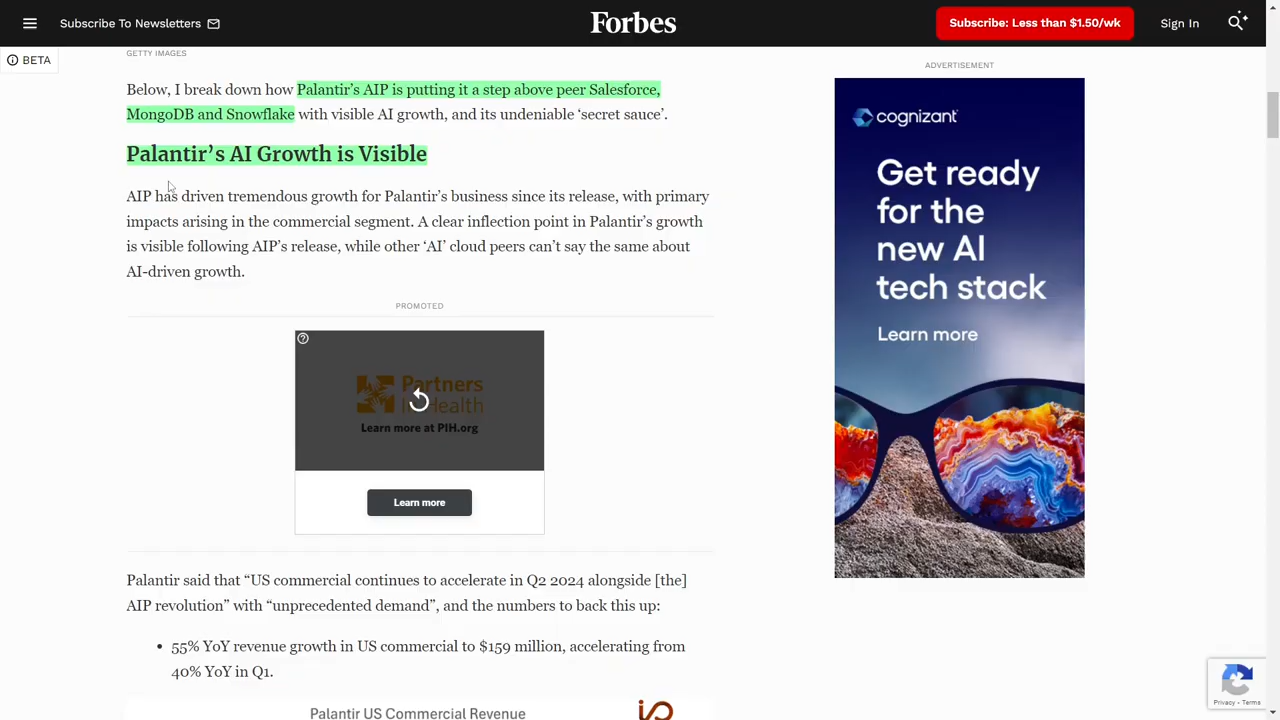 Subscribe To Newsletters
Forbes
Subscribe: Less than $1.50/wk
Sign In
BETA
GETTY IMAGES
Below, I break down how Palantir’s AIP is putting it a step above peer Salesforce,
MongoDB and Snowflake with visible AI growth, and its undeniable ‘secret sauce’.
Palantir’s AI Growth is Visible
AIP has driven tremendous growth for Palantir’s business since its release, with primary
impacts arising in the commercial segment. A clear inflection point in Palantir’s growth
is visible following AIP’s release, while other ‘AI’ cloud peers can’t say the same about
AI-driven growth.
PROMOTED
Partners
In Health
Learn more at PIH.org
Learn more
Palantir said that “US commercial continues to accelerate in Q2 2024 alongside [the]
AIP revolution” with “unprecedented demand”, and the numbers to back this up:
• 55% YoY revenue growth in US commercial to $159 million, accelerating from
40% YoY in Q1.
Palantir US Commercial Revenue
ADVERTISEMENT
cognizant
Get ready
for the
new AI
tech stack
Learn more
Privacy - Terms